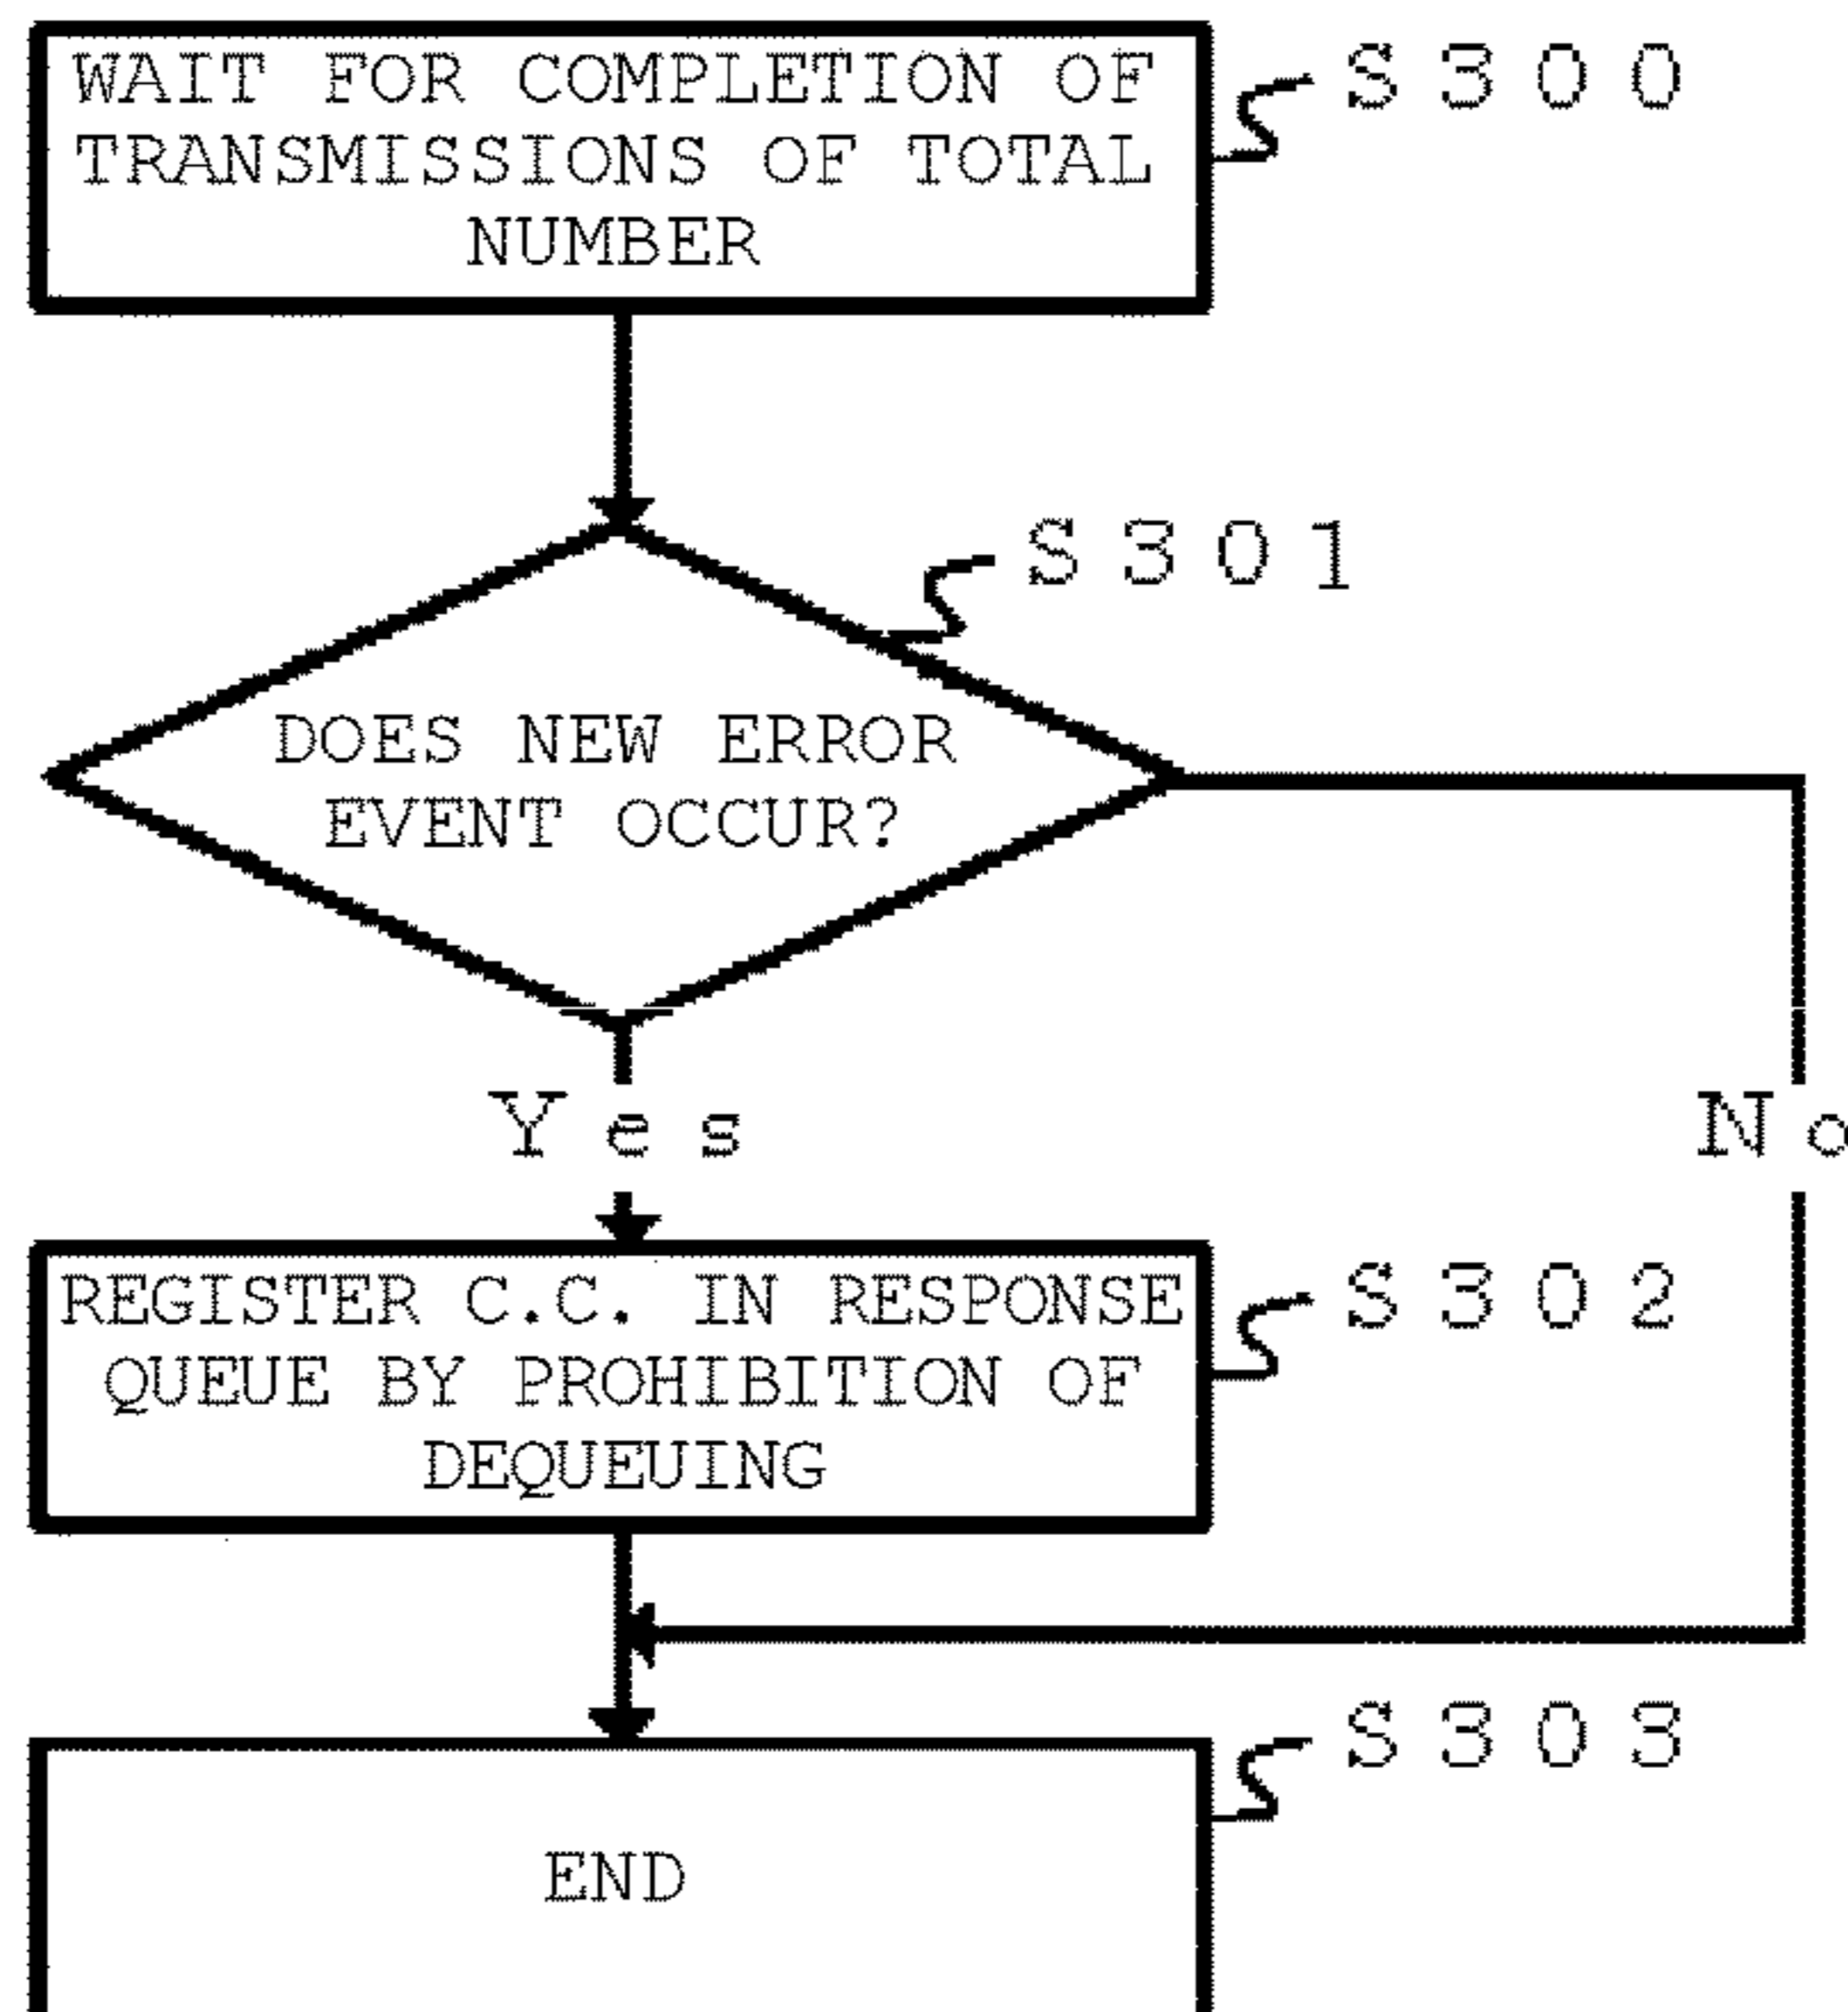 WAIT FOR COMPLETION OF
TRANSMISSIONS OF TOTAL
NUMBER
S300
S301
DOES NEW ERROR
EVENT OCCUR?
Yes
No
REGISTER C.C. IN RESPONSE
QUEUE BY PROHIBITION OF
DEQUEUING
S302
S303
END